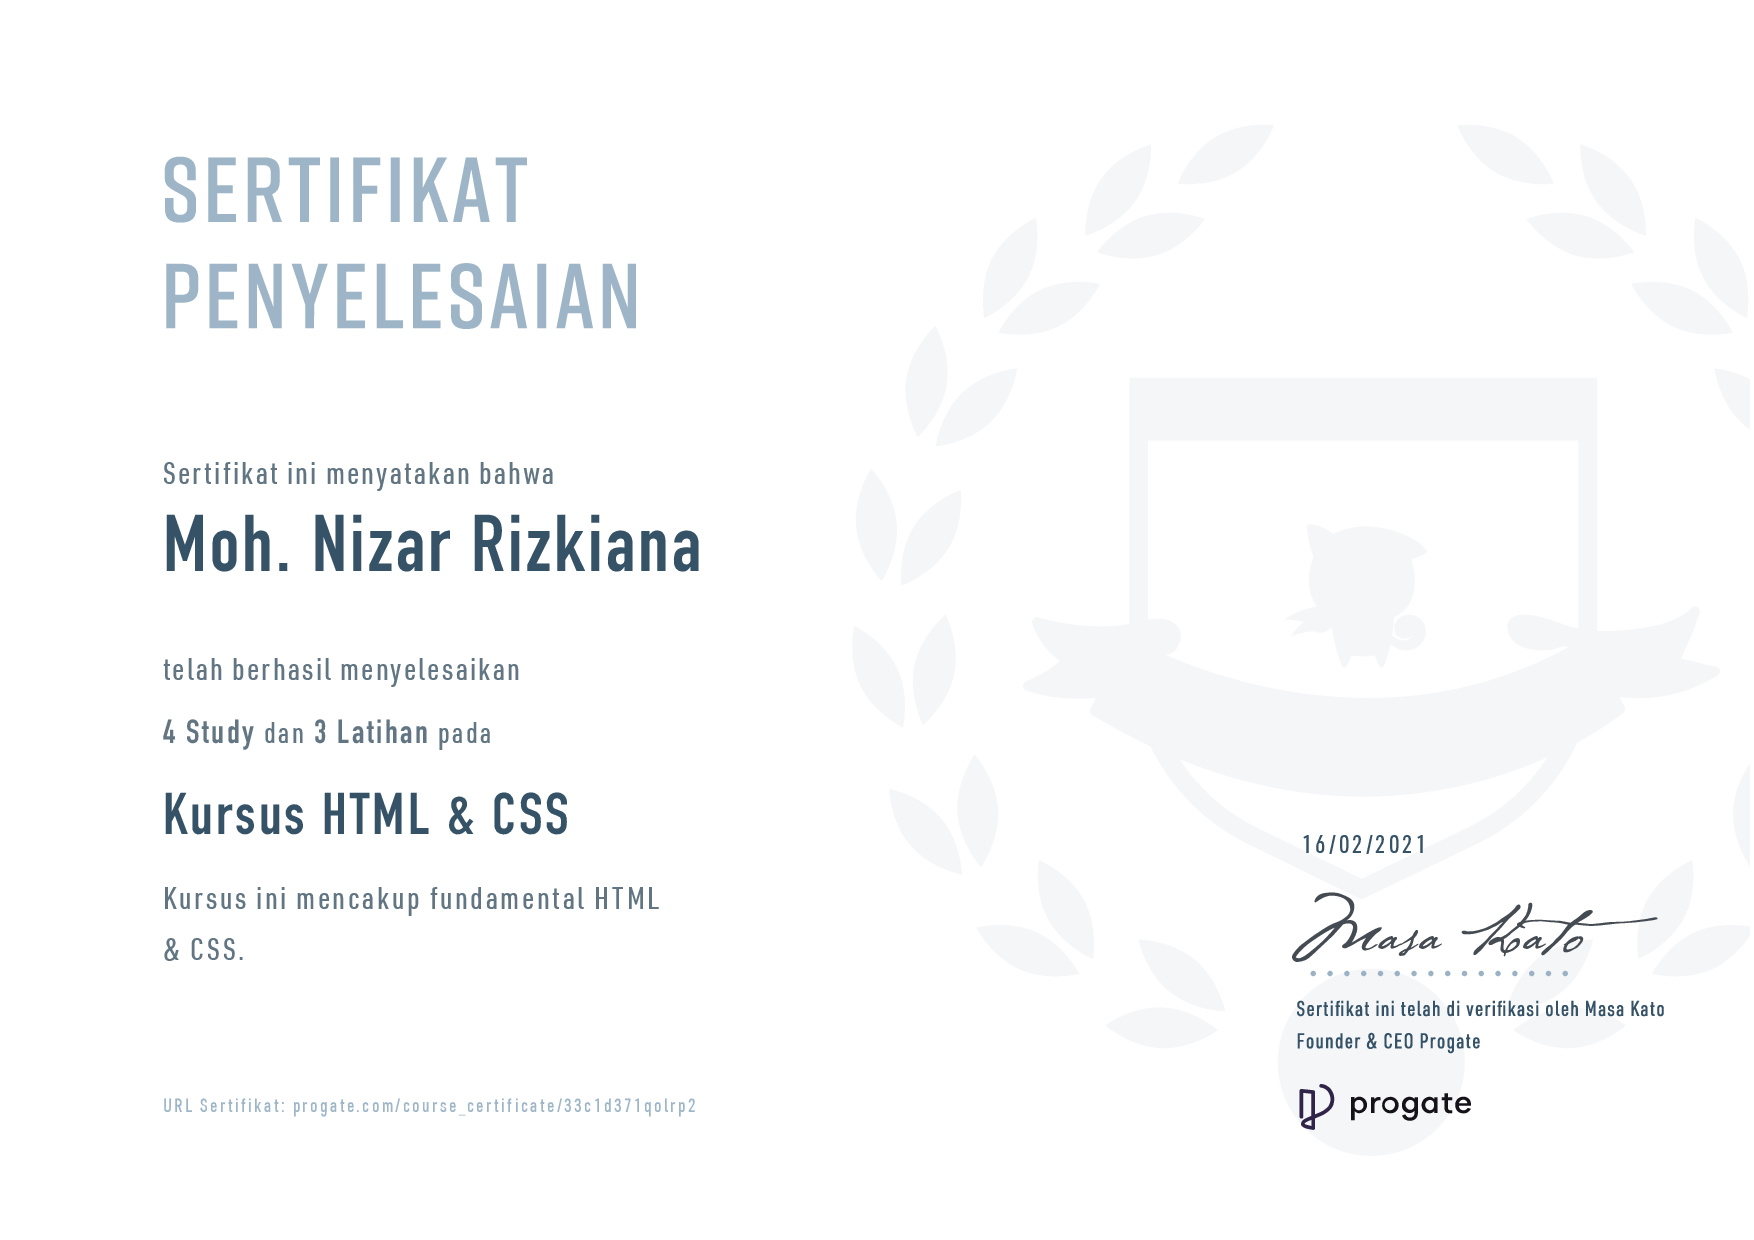 SERTIFIKAT
PENYELESAIAN
Sertifikat ini menyatakan bahwa
Moh. Nizar Rizkiana
telah berhasil menyelesaikan
4 Study dan 3 Latihan pada
Kursus HTML & CSS
Kursus ini mencakup fundamental HTML
& CSS.
URL Sertifikat: progate.com/course_certificate/33c1d371qolrp2
16/02/2021
Masa Kato
Sertifikat ini telah di verifikasi oleh Masa Kato
Founder & CEO Progate
progate